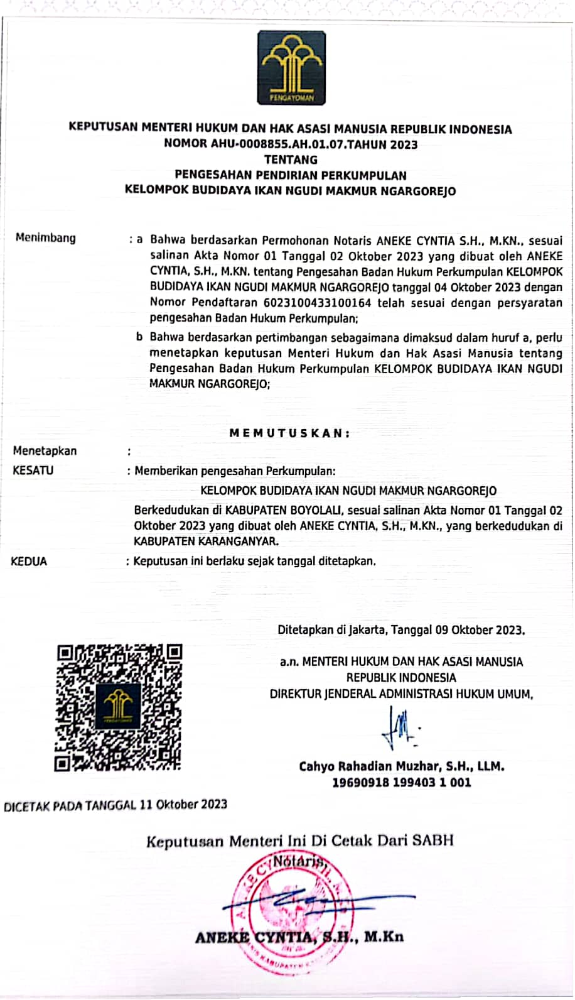 PENGAYOMAN
KEPUTUSAN MENTERI HUKUM DAN HAK ASASI MANUSIA REPUBLIK INDONESIA
NOMOR AHU-0008855.AH.01.07.TAHUN 2023
TENTANG
PENGESAHAN PENDIRIAN PERKUMPULAN
KELOMPOK BUDIDAYA IKAN NGUDI MAKMUR NGARGOREJO
Menimbang : a Bahwa berdasarkan Permohonan Notaris ANEKE CYNTIA S.H., M.KN., sesuai
salinan Akta Nomor 01 Tanggal 02 Oktober 2023 yang dibuat oleh ANEKE
CYNTIA, S.H., M.KN. tentang Pengesahan Badan Hukum Perkumpulan KELOMPOK
BUDIDAYA IKAN NGUDI MAKMUR NGARGOREJO tanggal 04 Oktober 2023 dengan
Nomor Pendaftaran 6023100433100164 telah sesuai dengan persyaratan
pengesahan Badan Hukum Perkumpulan;
b Bahwa berdasarkan pertimbangan sebagaimana dimaksud dalam huruf a, perlu
menetapkan keputusan Menteri Hukum dan Hak Asasi Manusia tentang
Pengesahan Badan Hukum Perkumpulan KELOMPOK BUDIDAYA IKAN NGUDI
MAKMUR NGARGOREJO;
MEMUTUSKAN:
Menetapkan :
KESATU : Memberikan pengesahan Perkumpulan:
KELOMPOK BUDIDAYA IKAN NGUDI MAKMUR NGARGOREJO
Berkedudukan di KABUPATEN BOYOLALI, sesuai salinan Akta Nomor 01 Tanggal 02
Oktober 2023 yang dibuat oleh ANEKE CYNTIA, S.H., M.KN., yang berkedudukan di
KABUPATEN KARANGANYAR.
KEDUA : Keputusan ini berlaku sejak tanggal ditetapkan.
Ditetapkan di Jakarta, Tanggal 09 Oktober 2023.
a.n. MENTERI HUKUM DAN HAK ASASI MANUSIA
REPUBLIK INDONESIA
DIREKTUR JENDERAL ADMINISTRASI HUKUM UMUM,
PENGAYOMAN
Cahyo Rahadian Muzhar, S.H., LLM.
19690918 199403 1 001
DICETAK PADA TANGGAL 11 Oktober 2023
Keputusan Menteri Ini Di Cetak Dari SABH
Notaris,
ANEKE CYNTIA, S.H., M.Kn